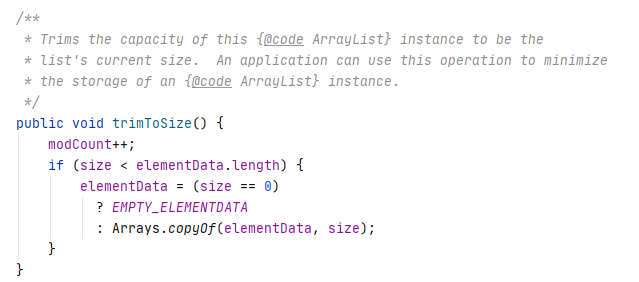 /**
 * Trims the capacity of this {@code ArrayList} instance to be the
 * list's current size.  An application can use this operation to minimize
 * the storage of an {@code ArrayList} instance.
 */
public void trimToSize() {
    modCount++;
    if (size < elementData.length) {
        elementData = (size == 0)
          ? EMPTY_ELEMENTDATA
          : Arrays.copyOf(elementData, size);
    }
}